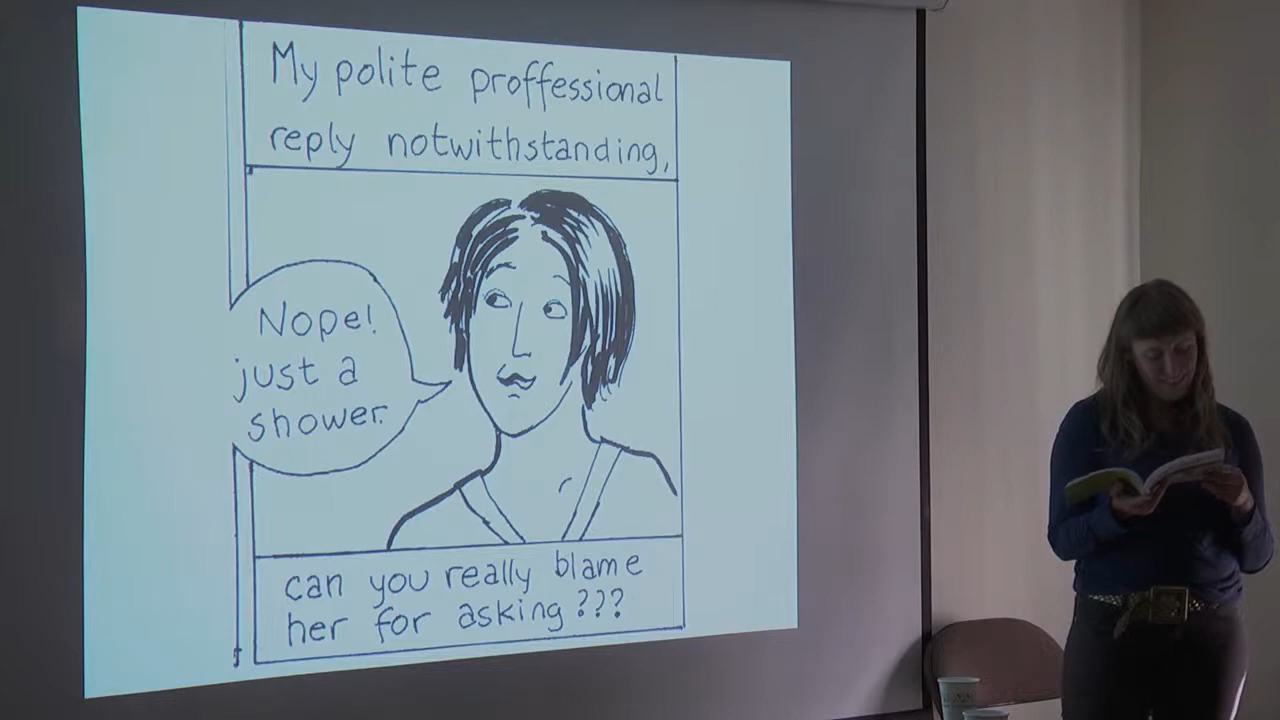 My polite proffessional
reply notwithstanding,
Nope!
just a
shower.
can you really blame
her for asking???